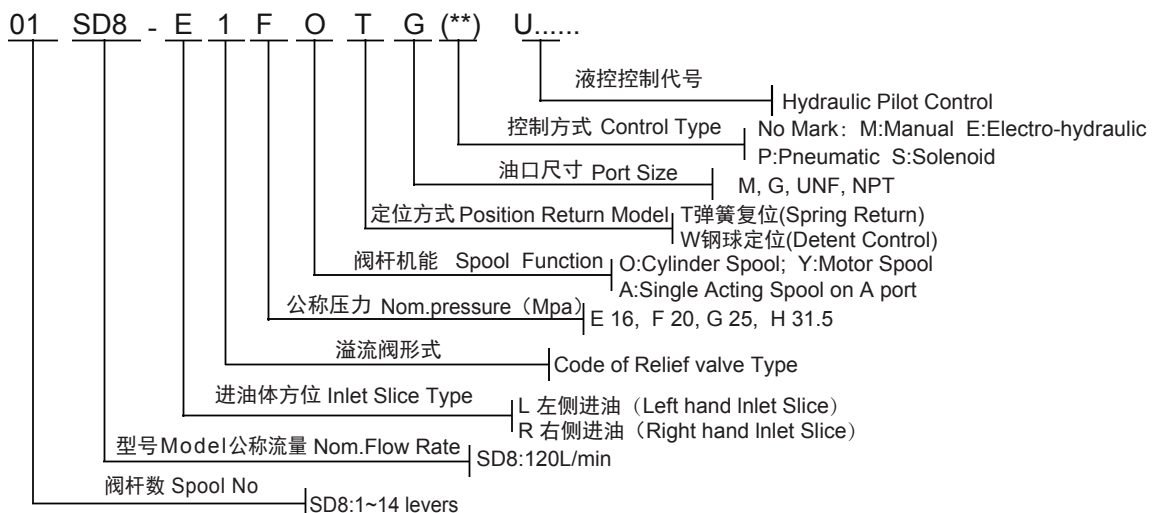 01 SD8 - E 1 F O T G (**) U......
液控控制代号
Hydraulic Pilot Control
控制方式 Control Type
No Mark: M:Manual E:Electro-hydraulic
P:Pneumatic S:Solenoid
油口尺寸 Port Size
M, G, UNF, NPT
定位方式 Position Return Model
T弹簧复位(Spring Return)
W钢球定位(Detent Control)
阀杆机能 Spool Function
O:Cylinder Spool; Y:Motor Spool
A:Single Acting Spool on A port
公称压力 Nom.pressure（Mpa）
E 16, F 20, G 25, H 31.5
溢流阀形式
Code of Relief valve Type
进油体方位 Inlet Slice Type
L 左侧进油（Left hand Inlet Slice）
R 右侧进油（Right hand Inlet Slice）
型号Model公称流量 Nom.Flow Rate
SD8:120L/min
阀杆数 Spool No
SD8:1~14 levers